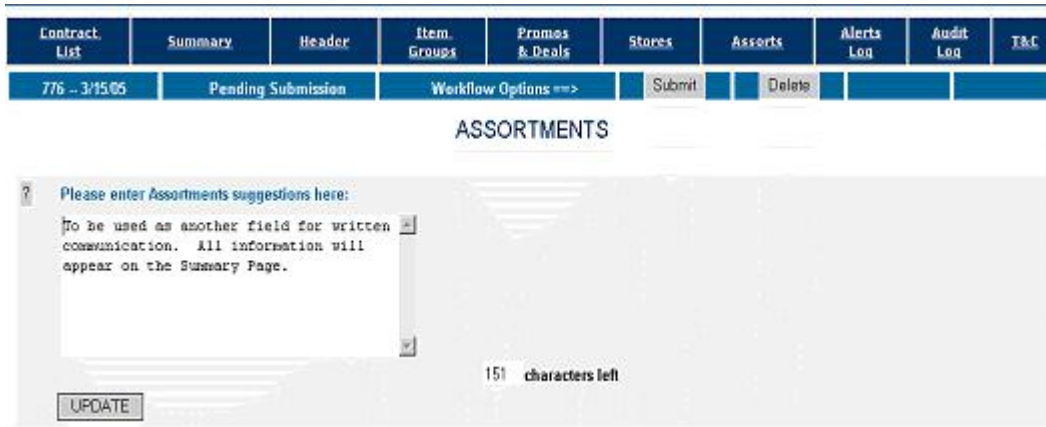 Contract List Summary Header Item Groups Promos & Deals Stores Assorts Alerts Log Audit Log T&C
776 -- 3/15/05 Pending Submission Workflow Options ==> Submit Delete
ASSORTMENTS
? Please enter Assortments suggestions here:
To be used as another field for written
communication. All information will
appear on the Summary Page.
151 characters left
UPDATE